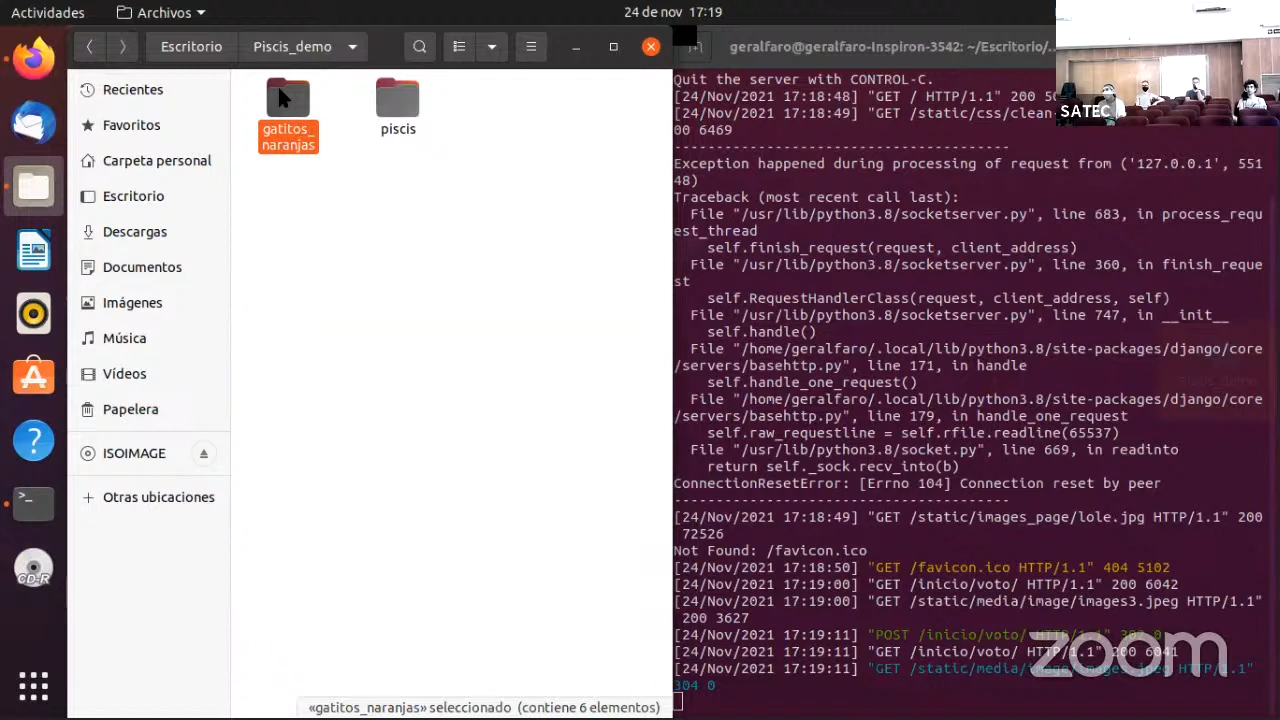 Actividades
Archivos
24 de nov 17:19
Escritorio
Piscis_demo
geralfaro@geralfaro-Inspiron-3542: ~/Escritorio/...
SATEC
Recientes
Favoritos
Carpeta personal
Escritorio
Descargas
Documentos
Imágenes
Música
Vídeos
Papelera
ISOIMAGE
Otras ubicaciones
CD-R
gatitos_
naranjas
piscis
«gatitos_naranjas» seleccionado (contiene 6 elementos)
Quit the server with CONTROL-C.
[24/Nov/2021 17:18:48] "GET / HTTP/1.1" 200
[24/Nov/2021 17:18:49] "GET /static/css/clean-
00 6469
----------------------------------------
Exception happened during processing of request from ('127.0.0.1', 551
48)
Traceback (most recent call last):
File "/usr/lib/python3.8/socketserver.py", line 683, in process_requ
est_thread
self.finish_request(request, client_address)
File "/usr/lib/python3.8/socketserver.py", line 360, in finish_reque
st
self.RequestHandlerClass(request, client_address, self)
File "/usr/lib/python3.8/socketserver.py", line 747, in __init__
self.handle()
File "/home/geralfaro/.local/lib/python3.8/site-packages/django/core
/servers/basehttp.py", line 171, in handle
self.handle_one_request()
File "/home/geralfaro/.local/lib/python3.8/site-packages/django/core
/servers/basehttp.py", line 179, in handle_one_request
self.raw_requestline = self.rfile.readline(65537)
File "/usr/lib/python3.8/socket.py", line 669, in readinto
return self._sock.recv_into(b)
ConnectionResetError: [Errno 104] Connection reset by peer
----------------------------------------
[24/Nov/2021 17:18:49] "GET /static/images_page/lole.jpg HTTP/1.1" 200
72526
Not Found: /favicon.ico
[24/Nov/2021 17:18:50] "GET /favicon.ico HTTP/1.1" 404 5102
[24/Nov/2021 17:19:00] "GET /inicio/voto/ HTTP/1.1" 200 6042
[24/Nov/2021 17:19:00] "GET /static/media/image/images3.jpeg HTTP/1.1"
200 3627
[24/Nov/2021 17:19:11] "POST /inicio/voto/ HTTP/1.1" 302 0
[24/Nov/2021 17:19:11] "GET /inicio/voto/ HTTP/1.1" 200 6041
[24/Nov/2021 17:19:11] "GET /static/media/image/images.jpeg HTTP/1.1"
304 0
zoom